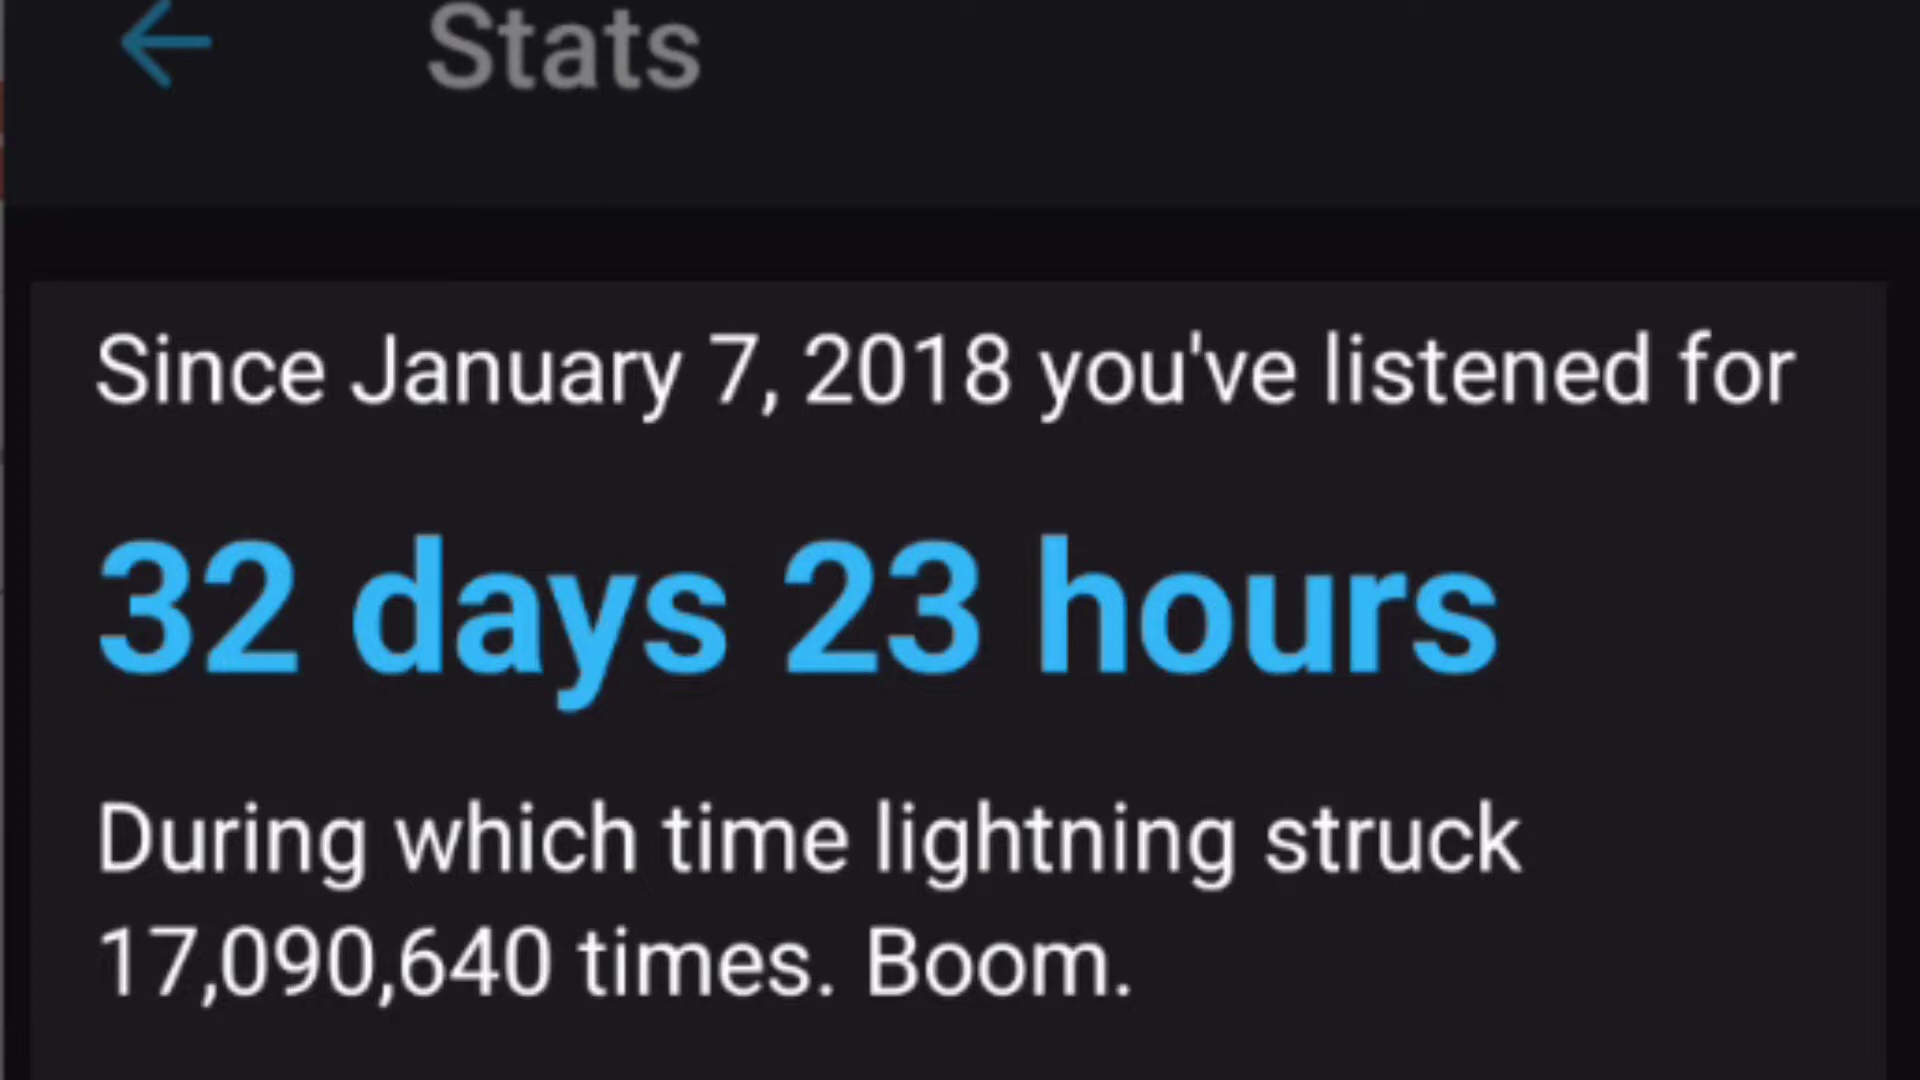 Stats
Since January 7, 2018 you've listened for
32 days 23 hours
During which time lightning struck
17,090,640 times. Boom.